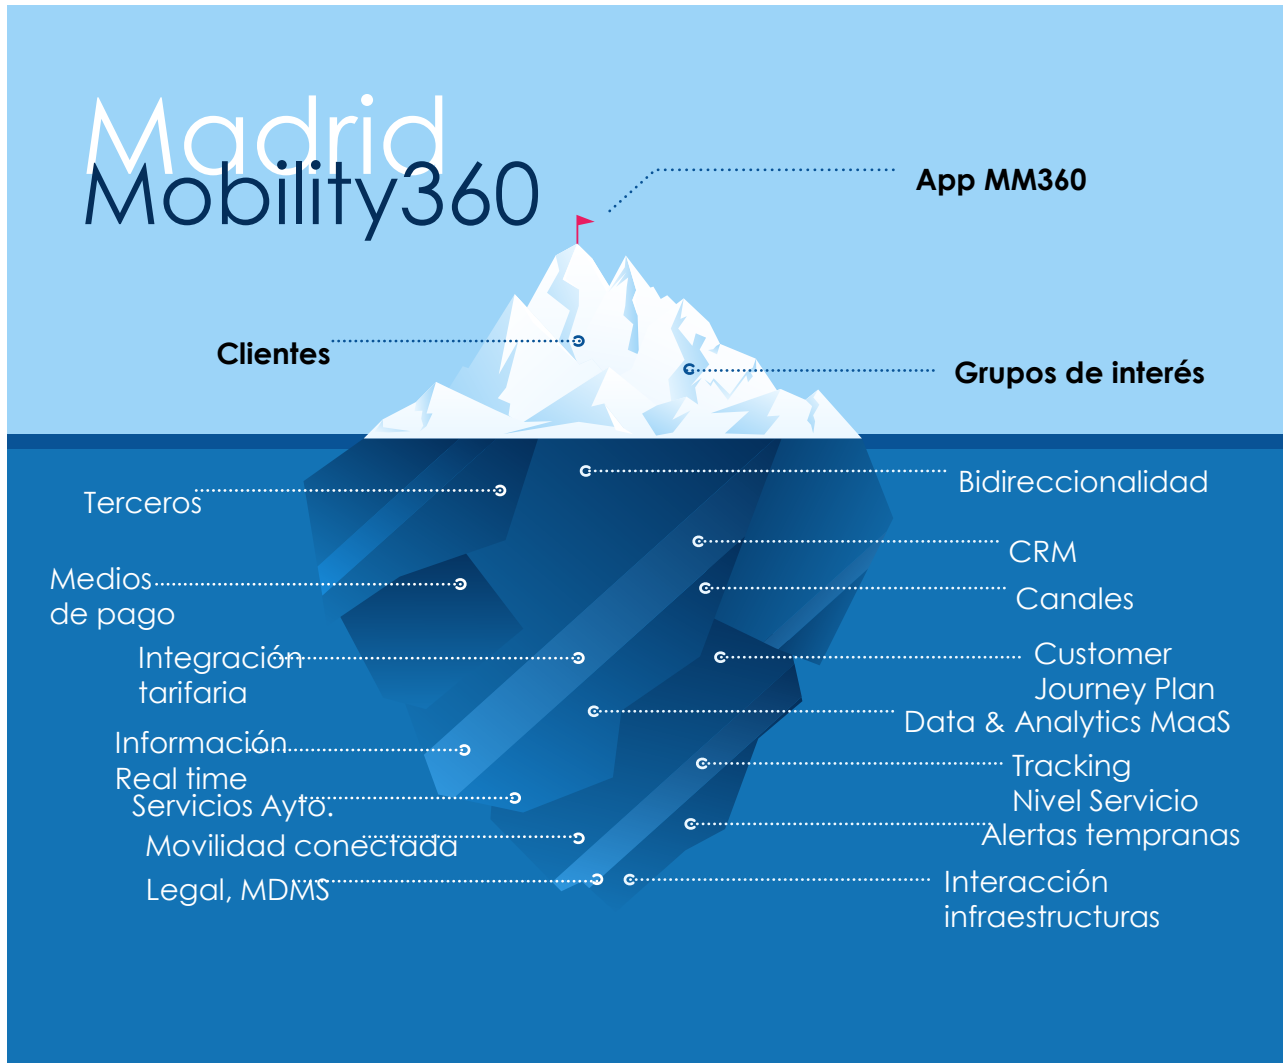 Madrid
Mobility360
App MM360
Clientes
Grupos de interés
Terceros
Medios
de pago
Integración
tarifaria
Información
Real time
Servicios Ayto.
Movilidad conectada
Legal, MDMS
Bidireccionalidad
CRM
Canales
Customer
Journey Plan
Data & Analytics MaaS
Tracking
Nivel Servicio
Alertas tempranas
Interacción
infraestructuras